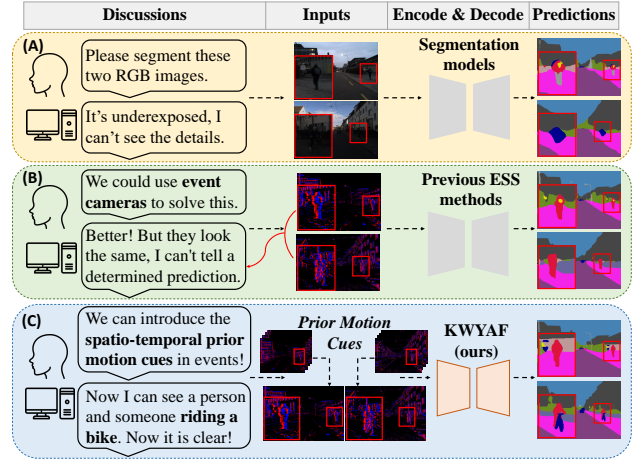 Discussions Inputs Encode & Decode Predictions
(A)
Please segment these
two RGB images.
It's underexposed, I
can't see the details.
Segmentation
models
(B)
We could use event
cameras to solve this.
Better! But they look
the same, I can't tell a
determined prediction.
Previous ESS
methods
(C)
We can introduce the
spatio-temporal prior
motion cues in events!
Now I can see a person
and someone riding a
bike. Now it is clear!
Prior Motion
Cues
KWYAF
(ours)